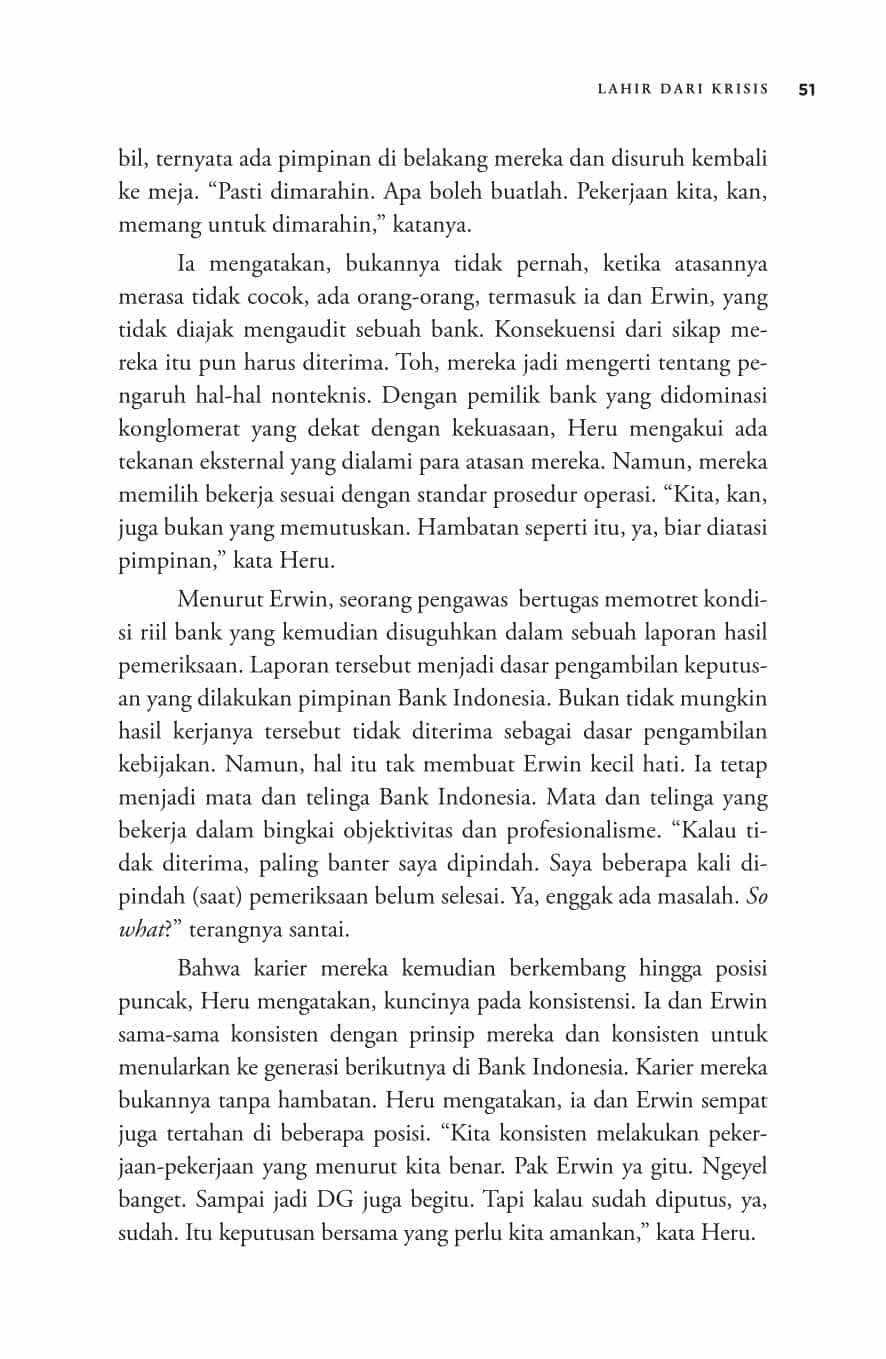 LAHIR DARI KRISIS 51
bil, ternyata ada pimpinan di belakang mereka dan disuruh kembali
ke meja. “Pasti dimarahin. Apa boleh buatlah. Pekerjaan kita, kan,
memang untuk dimarahin,” katanya.
Ia mengatakan, bukannya tidak pernah, ketika atasannya
merasa tidak cocok, ada orang-orang, termasuk ia dan Erwin, yang
tidak diajak mengaudit sebuah bank. Konsekuensi dari sikap me-
reka itu pun harus diterima. Toh, mereka jadi mengerti tentang pe-
ngaruh hal-hal nonteknis. Dengan pemilik bank yang didominasi
konglomerat yang dekat dengan kekuasaan, Heru mengakui ada
tekanan eksternal yang dialami para atasan mereka. Namun, mereka
memilih bekerja sesuai dengan standar prosedur operasi. “Kita, kan,
juga bukan yang memutuskan. Hambatan seperti itu, ya, biar diatasi
pimpinan,” kata Heru.
Menurut Erwin, seorang pengawas bertugas memotret kondi-
si riil bank yang kemudian disuguhkan dalam sebuah laporan hasil
pemeriksaan. Laporan tersebut menjadi dasar pengambilan keputus-
an yang dilakukan pimpinan Bank Indonesia. Bukan tidak mungkin
hasil kerjanya tersebut tidak diterima sebagai dasar pengambilan
kebijakan. Namun, hal itu tak membuat Erwin kecil hati. Ia tetap
menjadi mata dan telinga Bank Indonesia. Mata dan telinga yang
bekerja dalam bingkai objektivitas dan profesionalisme. “Kalau ti-
dak diterima, paling banter saya dipindah. Saya beberapa kali di-
pindah (saat) pemeriksaan belum selesai. Ya, enggak ada masalah. So
what?” terangnya santai.
Bahwa karier mereka kemudian berkembang hingga posisi
puncak, Heru mengatakan, kuncinya pada konsistensi. Ia dan Erwin
sama-sama konsisten dengan prinsip mereka dan konsisten untuk
menularkan ke generasi berikutnya di Bank Indonesia. Karier mereka
bukannya tanpa hambatan. Heru mengatakan, ia dan Erwin sempat
juga tertahan di beberapa posisi. “Kita konsisten melakukan peker-
jaan-pekerjaan yang menurut kita benar. Pak Erwin ya gitu. Ngeyel
banget. Sampai jadi DG juga begitu. Tapi kalau sudah diputus, ya,
sudah. Itu keputusan bersama yang perlu kita amankan,” kata Heru.